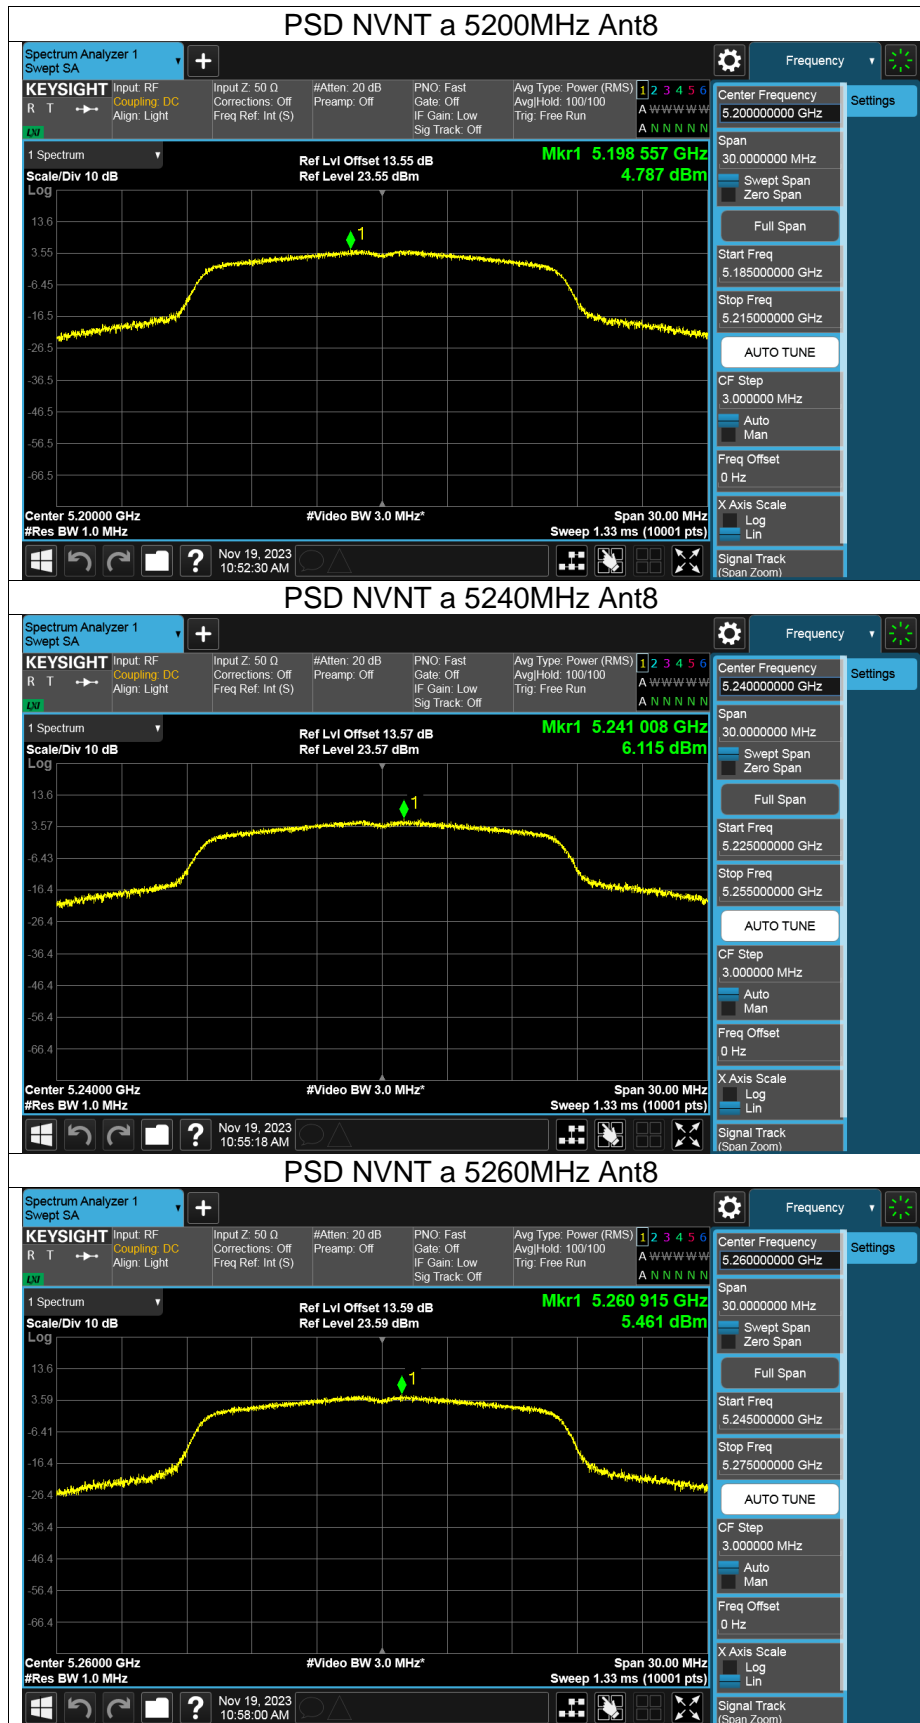 PSD NVNT a 5200MHz Ant8
Spectrum Analyzer 1
Swept SA
+
Frequency
KEYSIGHT
R T
LXI
Input: RF
Coupling: DC
Align: Light
Input Z: 50 Ω
Corrections: Off
Freq Ref: Int (S)
#Atten: 20 dB
Preamp: Off
PNO: Fast
Gate: Off
IF Gain: Low
Sig Track: Off
Avg Type: Power (RMS)
Avg|Hold: 100/100
Trig: Free Run
1 2 3 4 5 6
A W W W W W
A N N N N N
1 Spectrum
Scale/Div 10 dB
Log
Ref Lvl Offset 13.55 dB
Ref Level 23.55 dBm
Mkr1 5.198 557 GHz
4.787 dBm
1
13.6
3.55
-6.45
-16.5
-26.5
-36.5
-46.5
-56.5
-66.5
Center 5.20000 GHz
#Res BW 1.0 MHz
#Video BW 3.0 MHz*
Span 30.00 MHz
Sweep 1.33 ms (10001 pts)
?
Nov 19, 2023
10:52:30 AM
Center Frequency
5.200000000 GHz
Settings
Span
30.0000000 MHz
Swept Span
Zero Span
Full Span
Start Freq
5.185000000 GHz
Stop Freq
5.215000000 GHz
AUTO TUNE
CF Step
3.000000 MHz
Auto
Man
Freq Offset
0 Hz
X Axis Scale
Log
Lin
Signal Track
(Span Zoom)
PSD NVNT a 5240MHz Ant8
Spectrum Analyzer 1
Swept SA
+
Frequency
KEYSIGHT
R T
LXI
Input: RF
Coupling: DC
Align: Light
Input Z: 50 Ω
Corrections: Off
Freq Ref: Int (S)
#Atten: 20 dB
Preamp: Off
PNO: Fast
Gate: Off
IF Gain: Low
Sig Track: Off
Avg Type: Power (RMS)
Avg|Hold: 100/100
Trig: Free Run
1 2 3 4 5 6
A W W W W W
A N N N N N
1 Spectrum
Scale/Div 10 dB
Log
Ref Lvl Offset 13.57 dB
Ref Level 23.57 dBm
Mkr1 5.241 008 GHz
6.115 dBm
1
13.6
3.57
-6.43
-16.4
-26.4
-36.4
-46.4
-56.4
-66.4
Center 5.24000 GHz
#Res BW 1.0 MHz
#Video BW 3.0 MHz*
Span 30.00 MHz
Sweep 1.33 ms (10001 pts)
?
Nov 19, 2023
10:55:18 AM
Center Frequency
5.240000000 GHz
Settings
Span
30.0000000 MHz
Swept Span
Zero Span
Full Span
Start Freq
5.225000000 GHz
Stop Freq
5.255000000 GHz
AUTO TUNE
CF Step
3.000000 MHz
Auto
Man
Freq Offset
0 Hz
X Axis Scale
Log
Lin
Signal Track
(Span Zoom)
PSD NVNT a 5260MHz Ant8
Spectrum Analyzer 1
Swept SA
+
Frequency
KEYSIGHT
R T
LXI
Input: RF
Coupling: DC
Align: Light
Input Z: 50 Ω
Corrections: Off
Freq Ref: Int (S)
#Atten: 20 dB
Preamp: Off
PNO: Fast
Gate: Off
IF Gain: Low
Sig Track: Off
Avg Type: Power (RMS)
Avg|Hold: 100/100
Trig: Free Run
1 2 3 4 5 6
A W W W W W
A N N N N N
1 Spectrum
Scale/Div 10 dB
Log
Ref Lvl Offset 13.59 dB
Ref Level 23.59 dBm
Mkr1 5.260 915 GHz
5.461 dBm
1
13.6
3.59
-6.41
-16.4
-26.4
-36.4
-46.4
-56.4
-66.4
Center 5.26000 GHz
#Res BW 1.0 MHz
#Video BW 3.0 MHz*
Span 30.00 MHz
Sweep 1.33 ms (10001 pts)
?
Nov 19, 2023
10:58:00 AM
Center Frequency
5.260000000 GHz
Settings
Span
30.0000000 MHz
Swept Span
Zero Span
Full Span
Start Freq
5.245000000 GHz
Stop Freq
5.275000000 GHz
AUTO TUNE
CF Step
3.000000 MHz
Auto
Man
Freq Offset
0 Hz
X Axis Scale
Log
Lin
Signal Track
(Span Zoom)